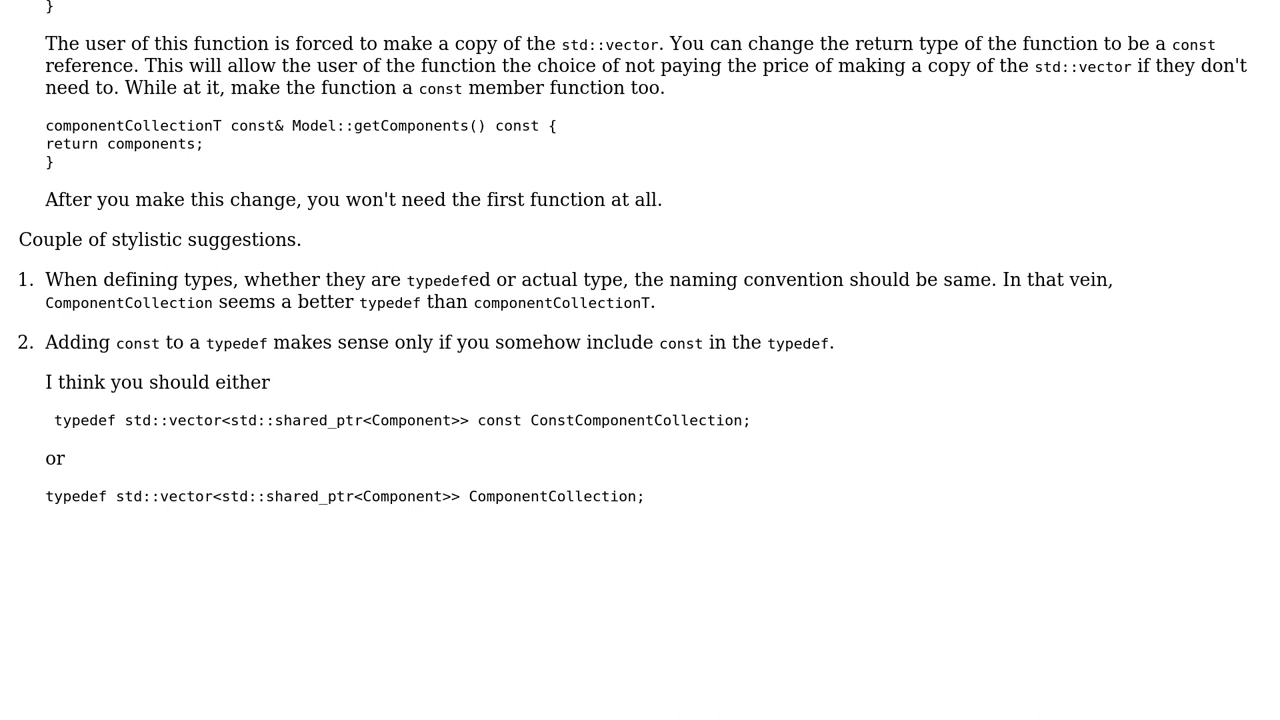 }
The user of this function is forced to make a copy of the std::vector. You can change the return type of the function to be a const
reference. This will allow the user of the function the choice of not paying the price of making a copy of the std::vector if they don't
need to. While at it, make the function a const member function too.
componentCollectionT const& Model::getComponents() const {
return components;
}
After you make this change, you won't need the first function at all.
Couple of stylistic suggestions.
1. When defining types, whether they are typedefed or actual type, the naming convention should be same. In that vein,
ComponentCollection seems a better typedef than componentCollectionT.
2. Adding const to a typedef makes sense only if you somehow include const in the typedef.
I think you should either
typedef std::vector<std::shared_ptr<Component>> const ConstComponentCollection;
or
typedef std::vector<std::shared_ptr<Component>> ComponentCollection;